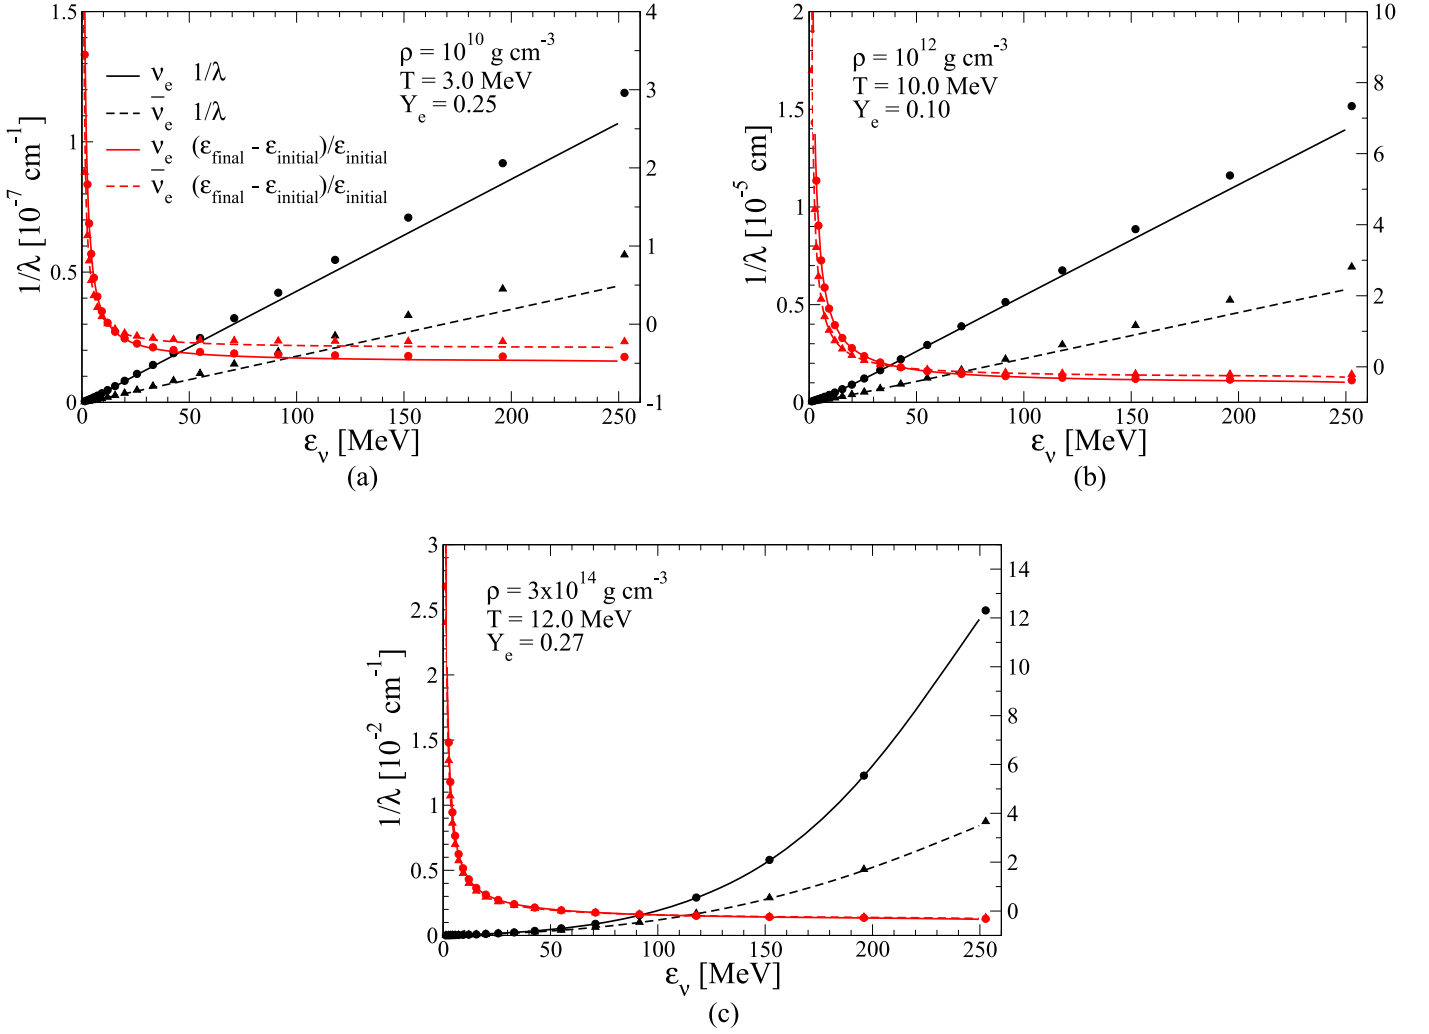 1.5
1
0.5
0
4
3
2
1
0
-1
ρ = 10^10 g cm^-3
T = 3.0 MeV
Y_e = 0.25
ν_e 1/λ
ν̅_e 1/λ
ν_e (ε_final - ε_initial)/ε_initial
ν̅_e (ε_final - ε_initial)/ε_initial
1/λ [10^-7 cm^-1]
0 50 100 150 200 250
ε_ν [MeV]
(a)
2
1.5
1
0.5
0
10
8
6
4
2
0
ρ = 10^12 g cm^-3
T = 10.0 MeV
Y_e = 0.10
1/λ [10^-5 cm]
0 50 100 150 200 250
ε_ν [MeV]
(b)
3
2.5
2
1.5
1
0.5
0
14
12
10
8
6
4
2
0
ρ = 3x10^14 g cm^-3
T = 12.0 MeV
Y_e = 0.27
1/λ [10^-2 cm^-1]
0 50 100 150 200 250
ε_ν [MeV]
(c)